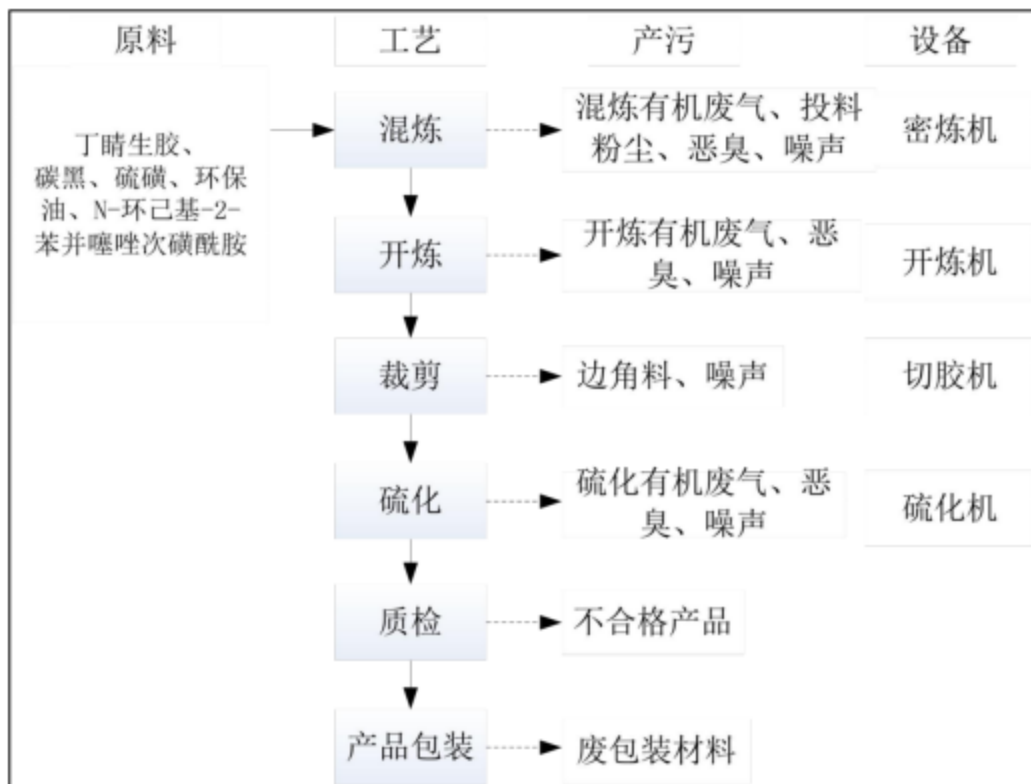 原料
工艺
产污
设备
丁睛生胶、
碳黑、硫磺、环保
油、N-环己基-2-
苯并噻唑次磺酰胺
混炼
混炼有机废气、投料
粉尘、恶臭、噪声
密炼机
开炼
开炼有机废气、恶
臭、噪声
开炼机
裁剪
边角料、噪声
切胶机
硫化
硫化有机废气、恶
臭、噪声
硫化机
质检
不合格产品
产品包装
废包装材料